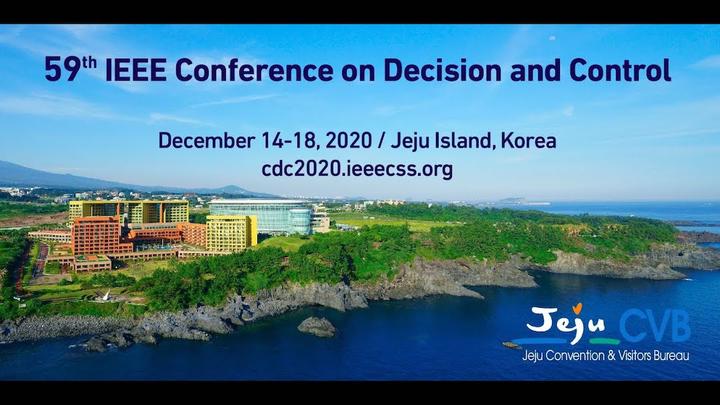 59th IEEE Conference on Decision and Control
December 14-18, 2020 / Jeju Island, Korea
cdc2020.ieeecss.org
Jeju CVB
Jeju Convention & Visitors Bureau